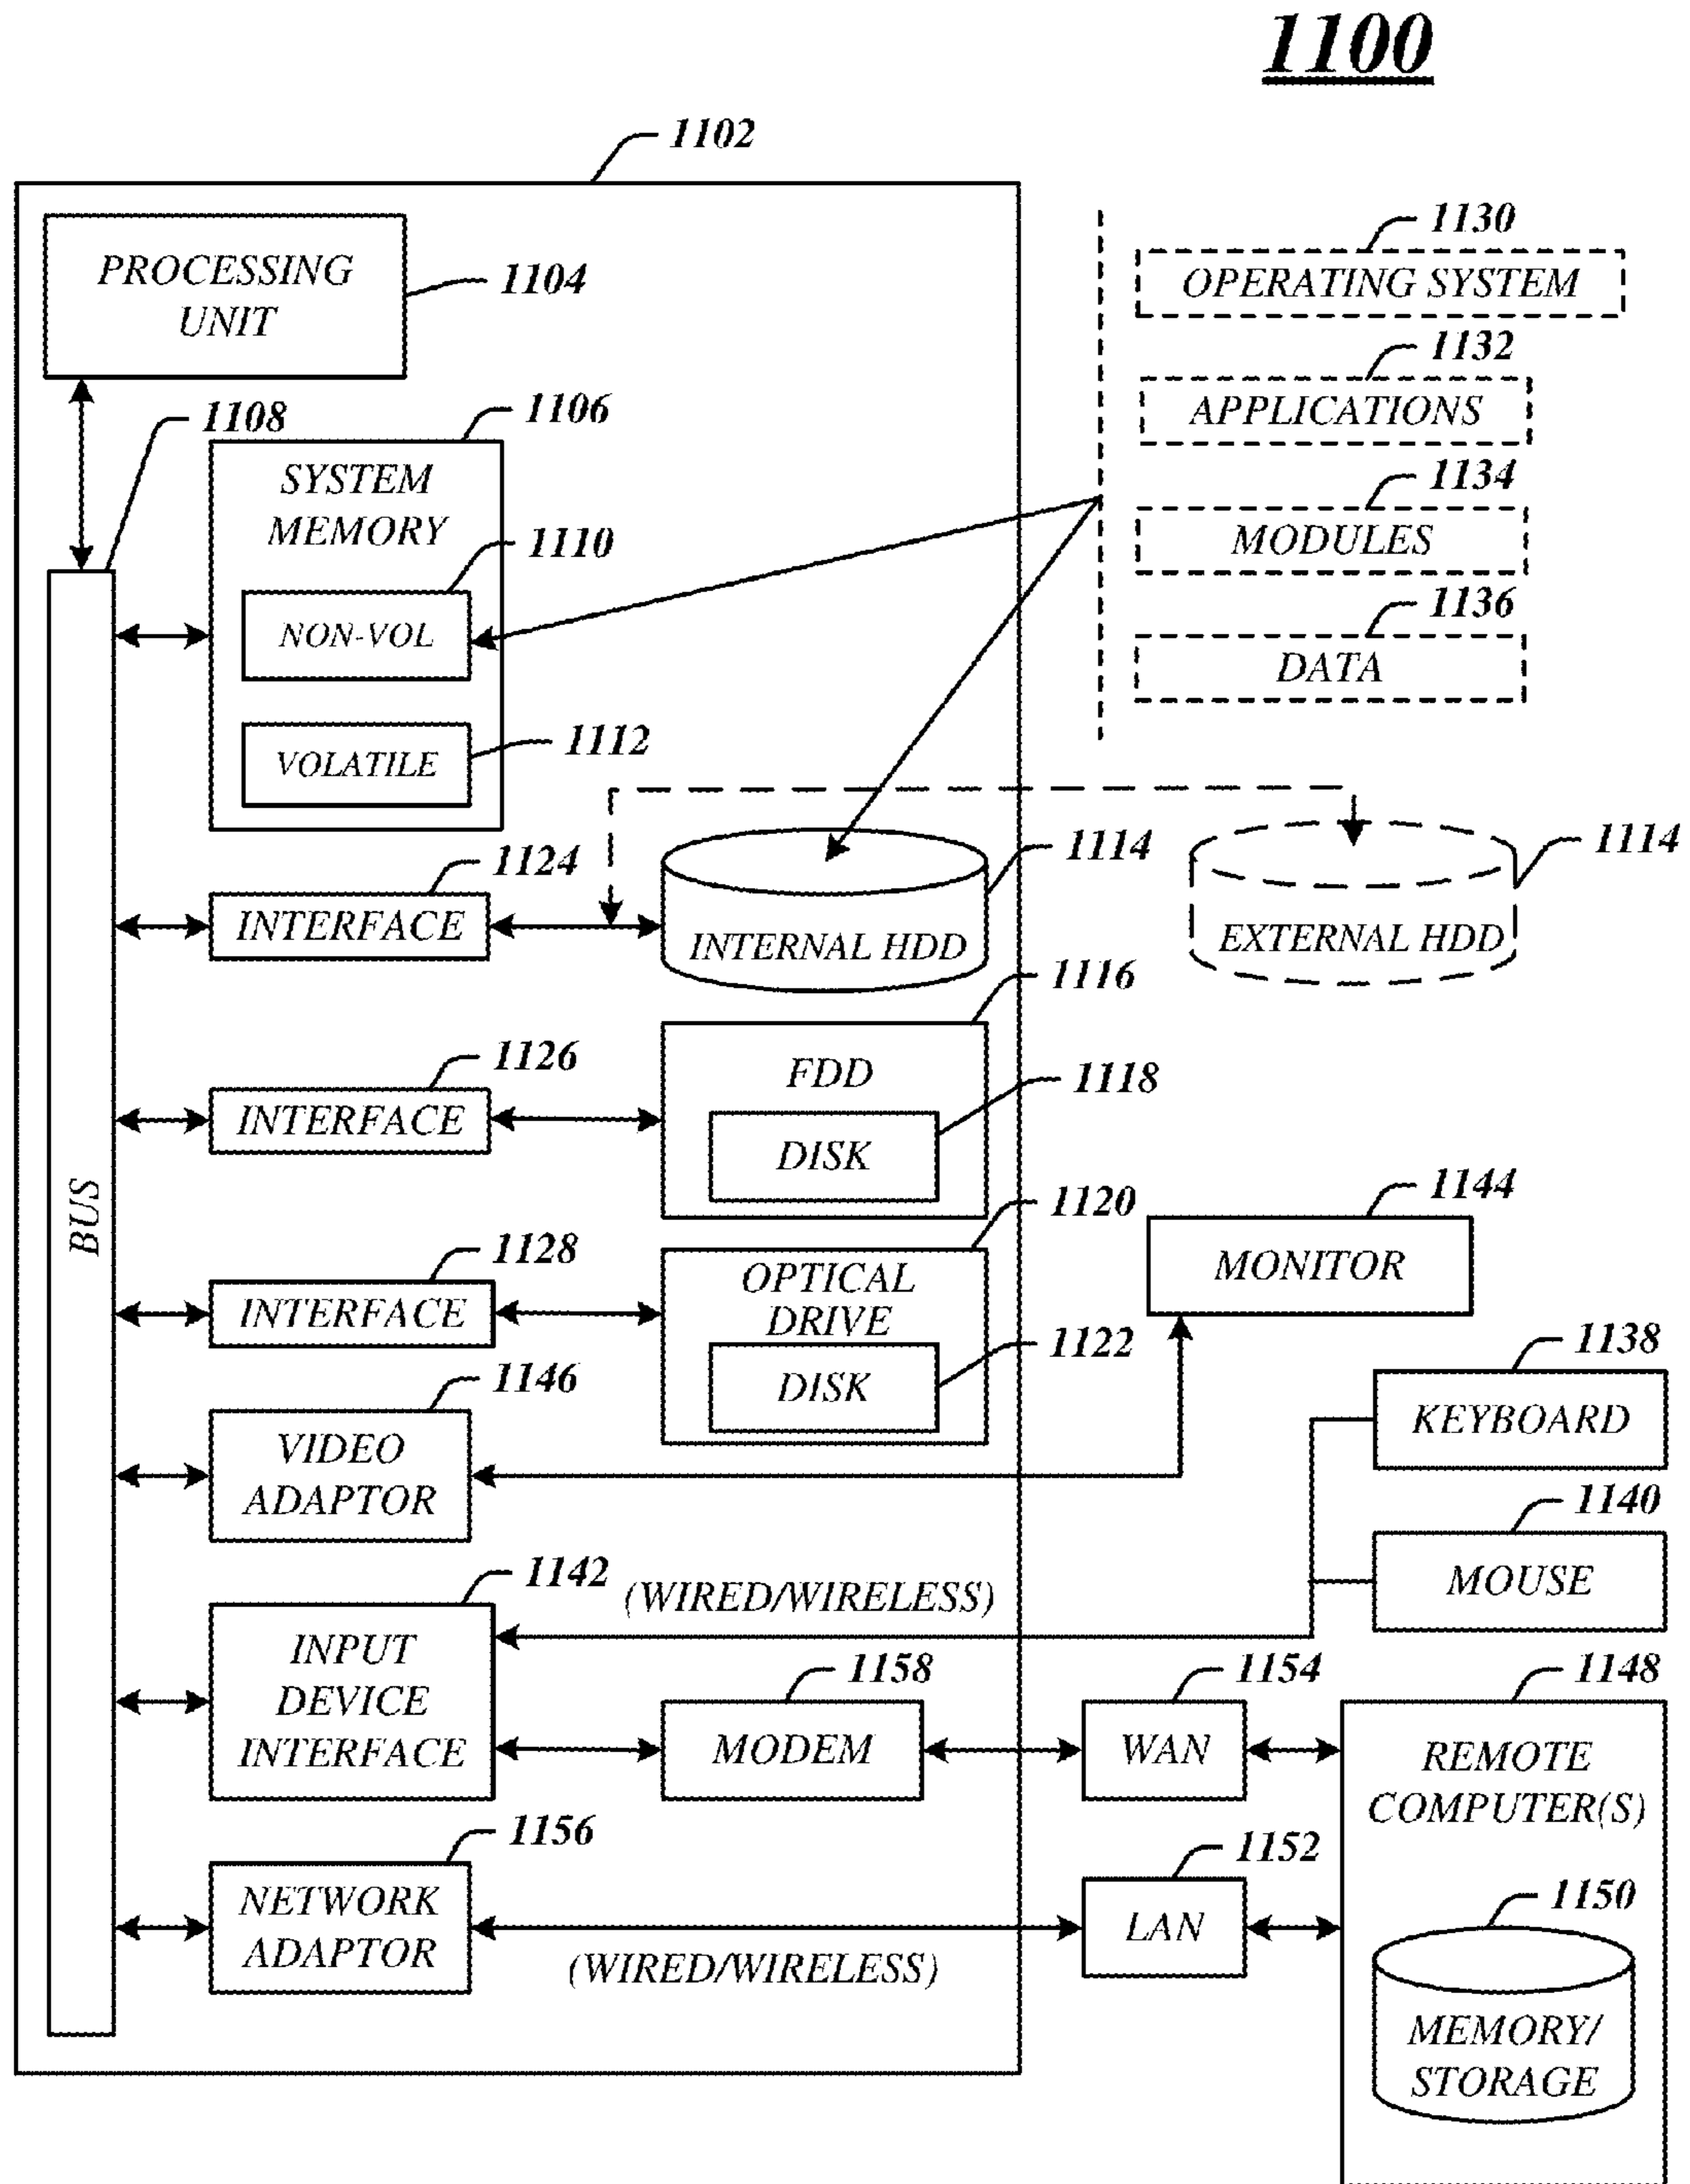 1100
1102
PROCESSING
UNIT
1104
1130
OPERATING SYSTEM
1132
APPLICATIONS
1134
MODULES
1136
DATA
1108
1106
SYSTEM
MEMORY
1110
NON-VOL
1112
VOLATILE
1124
INTERFACE
1114
INTERNAL HDD
1114
EXTERNAL HDD
1116
FDD
1126
INTERFACE
1118
DISK
BUS
1128
INTERFACE
1120
OPTICAL
DRIVE
1122
DISK
1144
MONITOR
1146
VIDEO
ADAPTOR
1138
KEYBOARD
1140
MOUSE
1142
INPUT
DEVICE
INTERFACE
(WIRED/WIRELESS)
1158
MODEM
1154
WAN
1148
REMOTE
COMPUTER(S)
1156
NETWORK
ADAPTOR
(WIRED/WIRELESS)
1152
LAN
1150
MEMORY/
STORAGE